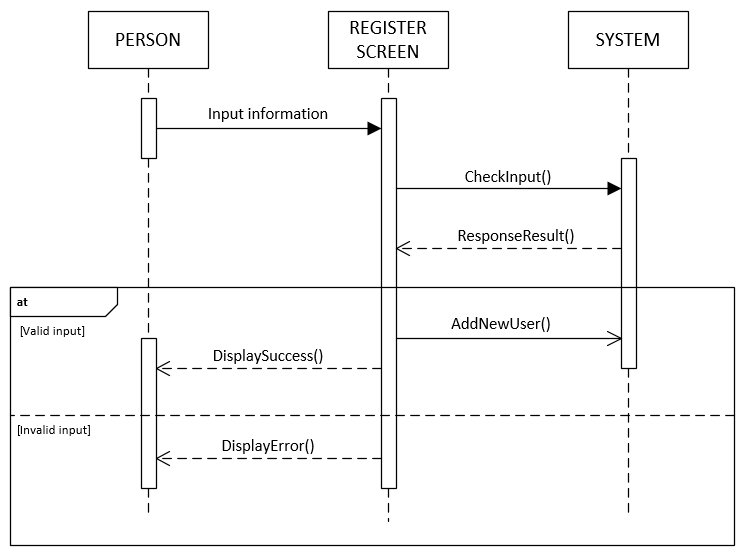 PERSON
REGISTER
SCREEN
SYSTEM
Input information
CheckInput()
ResponseResult()
at
[Valid input]
AddNewUser()
DisplaySuccess()
[Invalid input]
DisplayError()